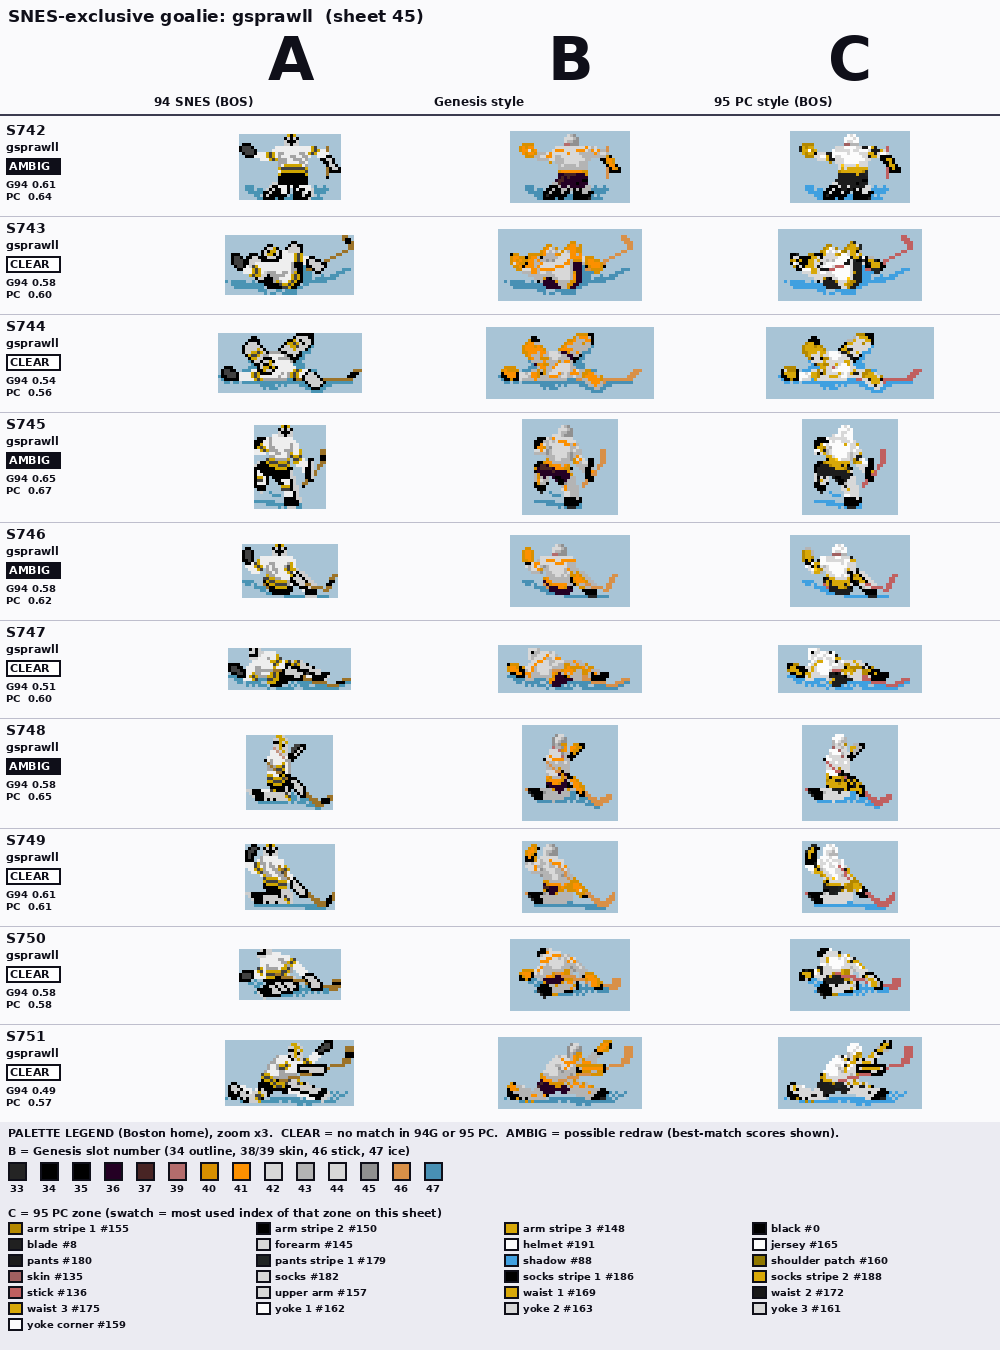 SNES-exclusive goalie: gsprawll  (sheet 45)
A B C
94 SNES (BOS) Genesis style 95 PC style (BOS)
S742
gsprawll
AMBIG
G94 0.61
PC 0.64
S743
gsprawll
CLEAR
G94 0.58
PC 0.60
S744
gsprawll
CLEAR
G94 0.54
PC 0.56
S745
gsprawll
AMBIG
G94 0.65
PC 0.67
S746
gsprawll
AMBIG
G94 0.58
PC 0.62
S747
gsprawll
CLEAR
G94 0.51
PC 0.60
S748
gsprawll
AMBIG
G94 0.58
PC 0.65
S749
gsprawll
CLEAR
G94 0.61
PC 0.61
S750
gsprawll
CLEAR
G94 0.58
PC 0.58
S751
gsprawll
CLEAR
G94 0.49
PC 0.57
PALETTE LEGEND (Boston home), zoom x3.  CLEAR = no match in 94G or 95 PC.  AMBIG = possible redraw (best-match scores shown).
B = Genesis slot number (34 outline, 38/39 skin, 46 stick, 47 ice)
33 34 35 36 37 39 40 41 42 43 44 45 46 47
C = 95 PC zone (swatch = most used index of that zone on this sheet)
arm stripe 1 #155 arm stripe 2 #150 arm stripe 3 #148 black #0
blade #8 forearm #145 helmet #191 jersey #165
pants #180 pants stripe 1 #179 shadow #88 shoulder patch #160
skin #135 socks #182 socks stripe 1 #186 socks stripe 2 #188
stick #136 upper arm #157 waist 1 #169 waist 2 #172
waist 3 #175 yoke 1 #162 yoke 2 #163 yoke 3 #161
yoke corner #159